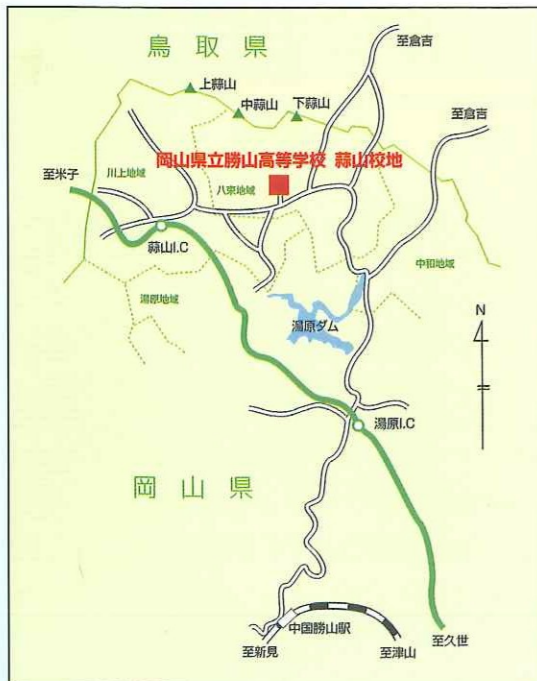 鳥取県
至倉吉
上蒜山
中蒜山
下蒜山
至倉吉
岡山県立勝山高等学校 蒜山校地
至米子
川上地域
八束地域
蒜山I.C
中和地域
湯原地域
湯原ダム
N
湯原I.C
岡山県
中国勝山駅
至新見
至津山
至久世